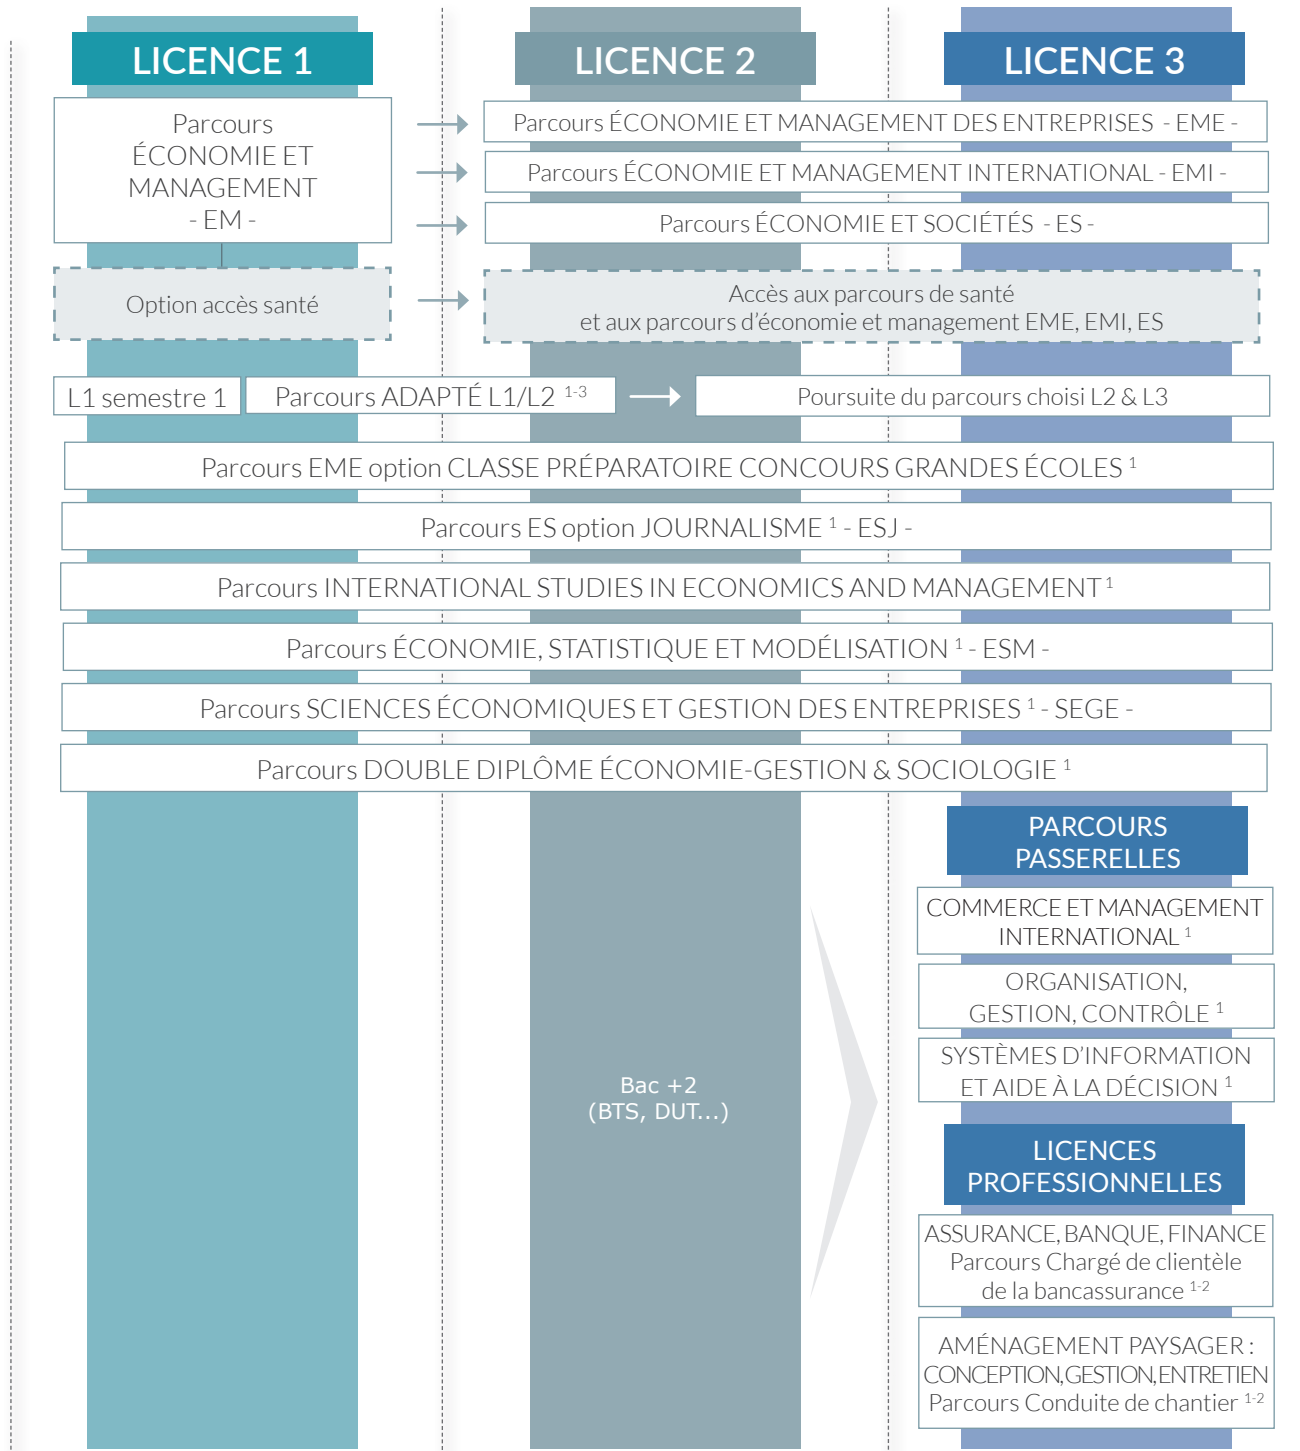 LICENCE 1
LICENCE 2
LICENCE 3
Parcours
ÉCONOMIE ET
MANAGEMENT
- EM -
Parcours ÉCONOMIE ET MANAGEMENT DES ENTREPRISES - EME -
Parcours ÉCONOMIE ET MANAGEMENT INTERNATIONAL - EMI -
Parcours ÉCONOMIE ET SOCIÉTÉS - ES -
Option accès santé
Accès aux parcours de santé
et aux parcours d'économie et management EME, EMI, ES
L1 semestre 1
Parcours ADAPTÉ L1/L2 1-3
Poursuite du parcours choisi L2 & L3
Parcours EME option CLASSE PRÉPARATOIRE CONCOURS GRANDES ÉCOLES 1
Parcours ES option JOURNALISME 1 - ESJ -
Parcours INTERNATIONAL STUDIES IN ECONOMICS AND MANAGEMENT 1
Parcours ÉCONOMIE, STATISTIQUE ET MODÉLISATION 1 - ESM -
Parcours SCIENCES ÉCONOMIQUES ET GESTION DES ENTREPRISES 1 - SEGE -
Parcours DOUBLE DIPLÔME ÉCONOMIE-GESTION & SOCIOLOGIE 1
PARCOURS
PASSERELLES
COMMERCE ET MANAGEMENT
INTERNATIONAL 1
ORGANISATION,
GESTION, CONTRÔLE 1
SYSTÈMES D'INFORMATION
ET AIDE À LA DÉCISION 1
Bac +2
(BTS, DUT...)
LICENCES
PROFESSIONNELLES
ASSURANCE, BANQUE, FINANCE
Parcours Chargé de clientèle
de la bancassurance 1-2
AMÉNAGEMENT PAYSAGER :
CONCEPTION, GESTION, ENTRETIEN
Parcours Conduite de chantier 1-2